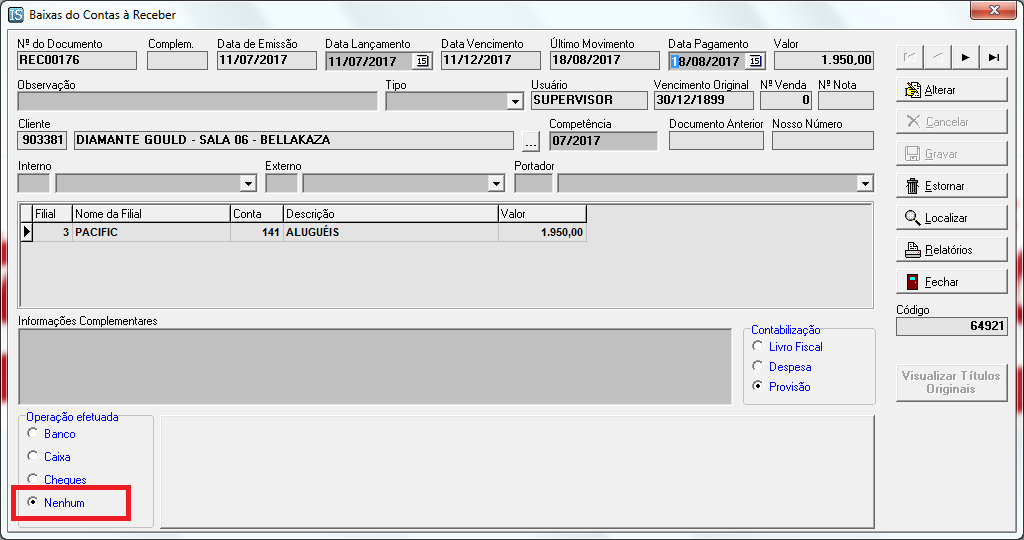 IS Baixas do Contas à Receber
Nº do Documento Complem. Data de Emissão Data Lançamento Data Vencimento Último Movimento Data Pagamento Valor
REC00176 11/07/2017 11/07/2017 15 11/12/2017 18/08/2017 18/08/2017 15 1.950,00
Observação Tipo Usuário Vencimento Original Nº Venda Nº Nota
SUPERVISOR 30/12/1899 0
Cliente Competência Documento Anterior Nosso Número
903381 DIAMANTE GOULD - SALA 06 - BELLAKAZA ... 07/2017
Interno Externo Portador
Filial Nome da Filial Conta Descrição Valor
3 PACIFIC 141 ALUGUÉIS 1.950,00
Informações Complementares
Contabilização
Livro Fiscal
Despesa
Provisão
Operação efetuada
Banco
Caixa
Cheques
Nenhum
Alterar
Cancelar
Gravar
Estornar
Localizar
Relatórios
Fechar
Código
64921
Visualizar Títulos
Originais